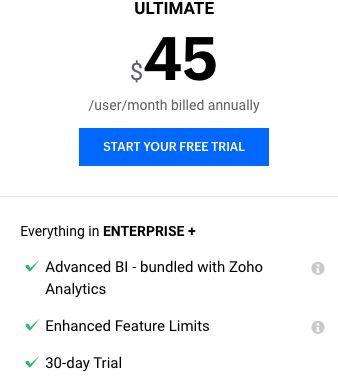 ULTIMATE
$45
/user/month billed annually
START YOUR FREE TRIAL
Everything in ENTERPRISE +
Advanced BI - bundled with Zoho
Analytics
Enhanced Feature Limits
30-day Trial